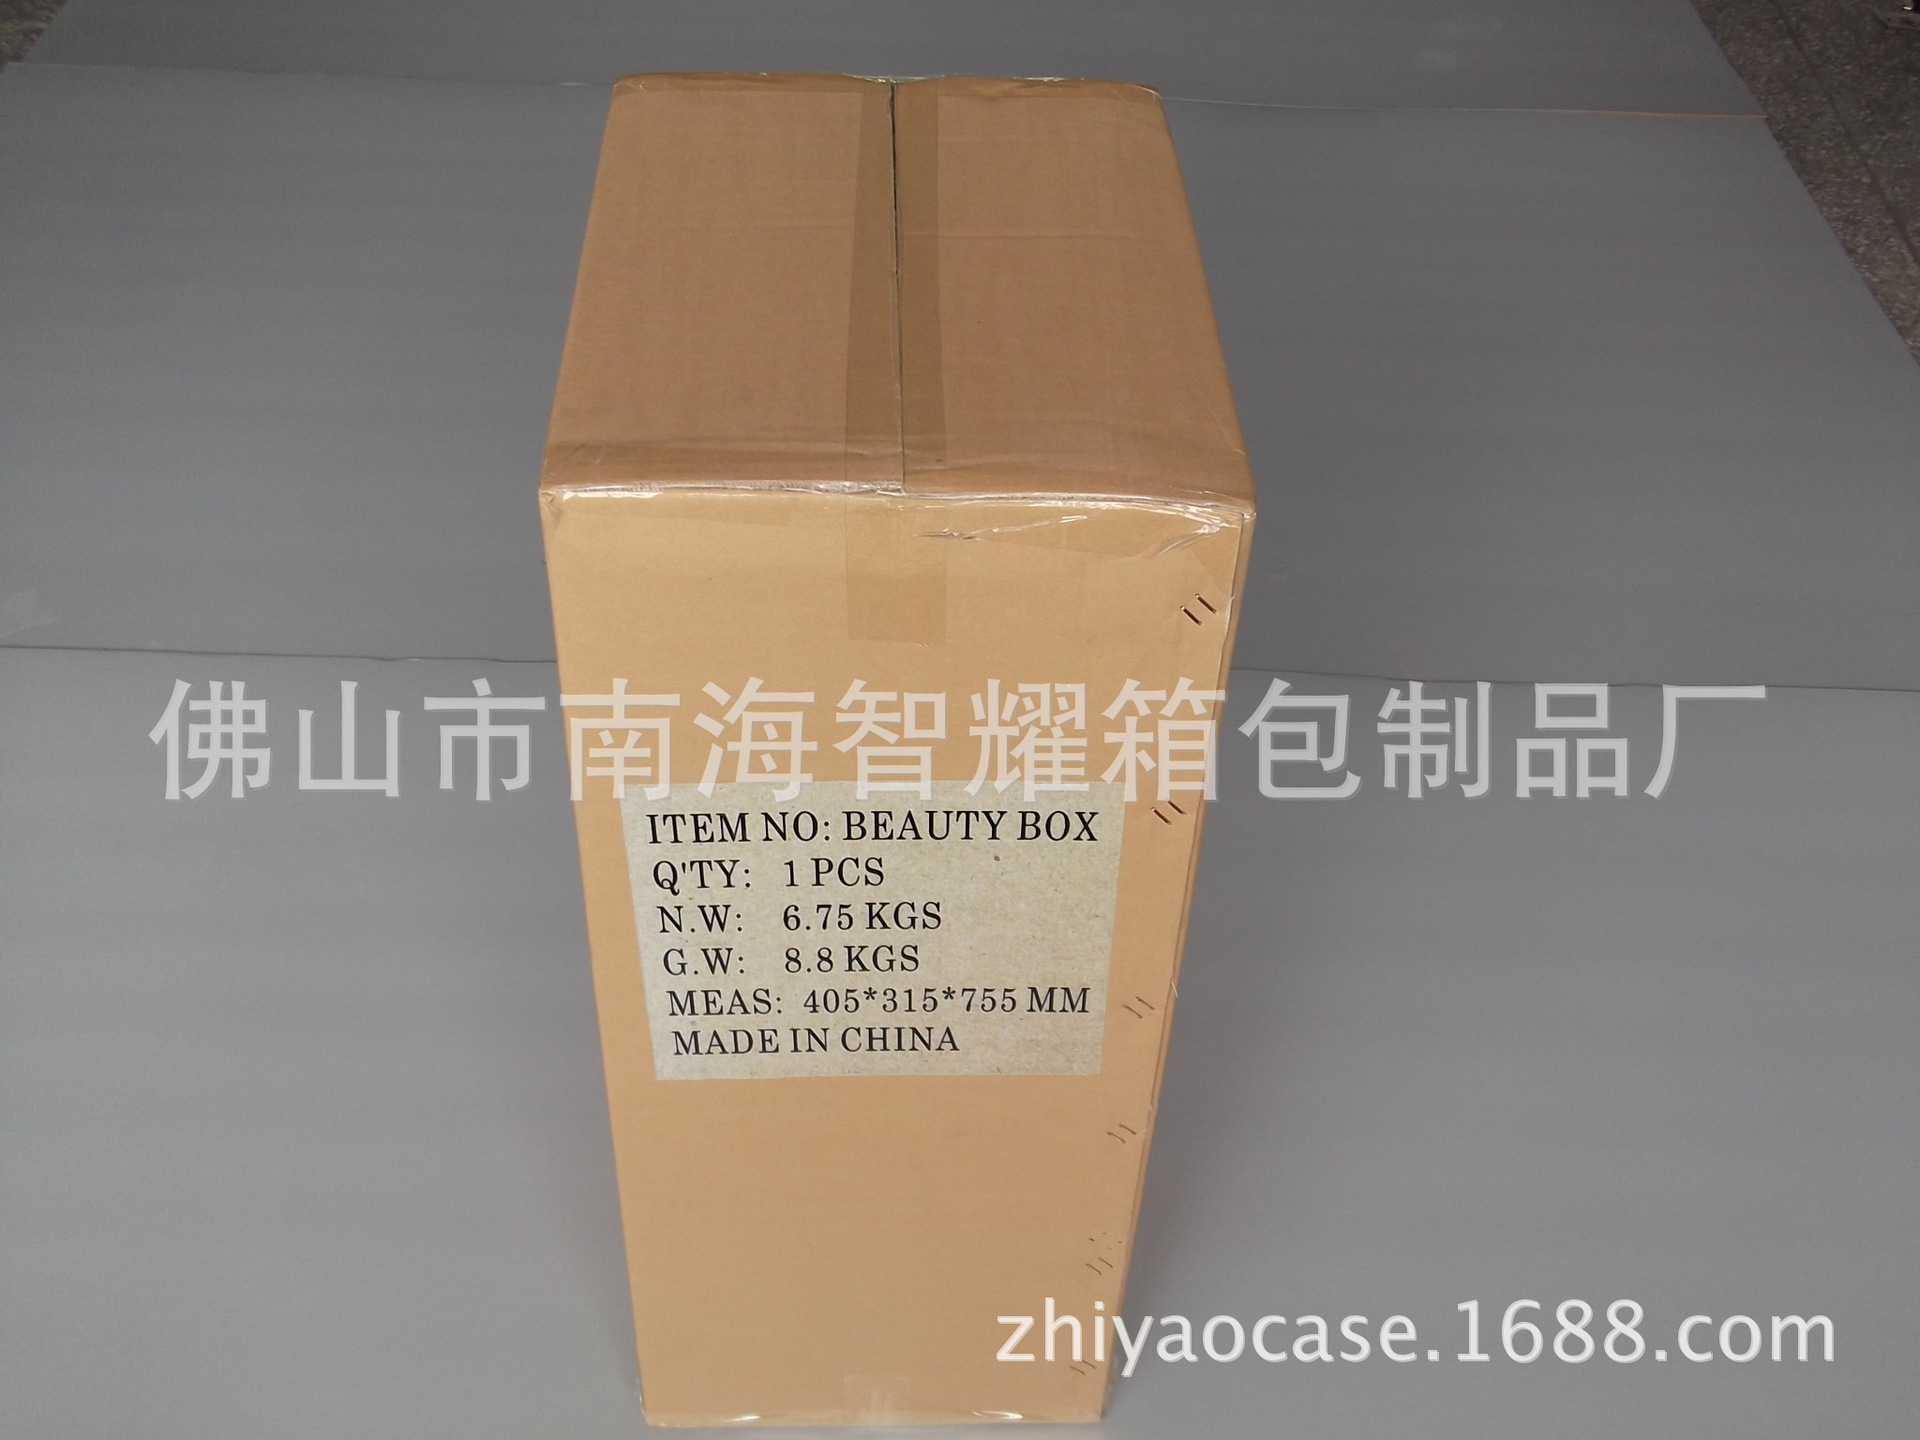 佛山市南海智耀箱包制品厂
ITEM NO: BEAUTY BOX
Q'TY: 1 PCS
N.W: 6.75 KGS
G.W: 8.8 KGS
MEAS: 405*315*755 MM
MADE IN CHINA
zhiyaocase.1688.com